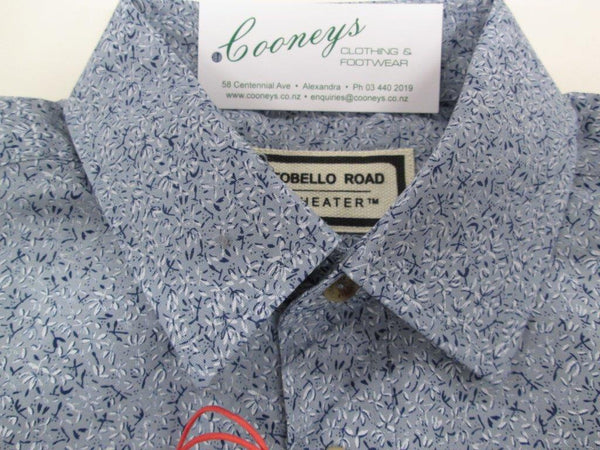 Cooneys
CLOTHING &
FOOTWEAR
58 Centennial Ave • Alexandra • Ph 03 440 2019
www.cooneys.co.nz • enquiries@cooneys.co.nz
TOBELLO ROAD
HEATER™